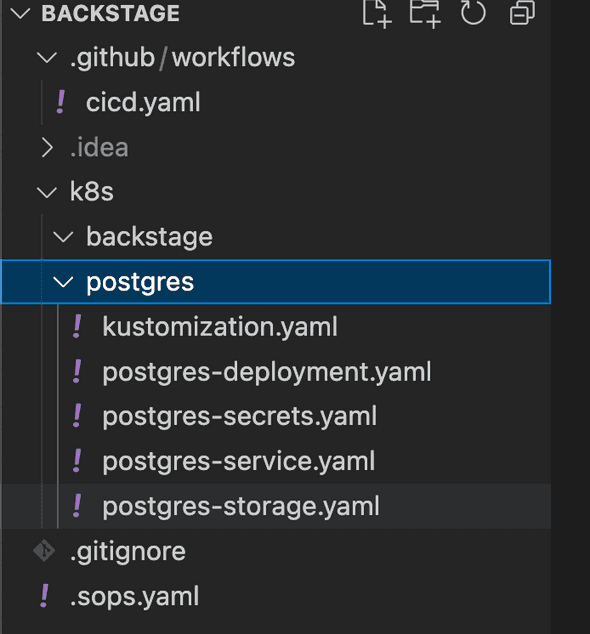 BACKSTAGE
.github/workflows
! cicd.yaml
.idea
k8s
backstage
postgres
! kustomization.yaml
! postgres-deployment.yaml
! postgres-secrets.yaml
! postgres-service.yaml
! postgres-storage.yaml
.gitignore
! .sops.yaml